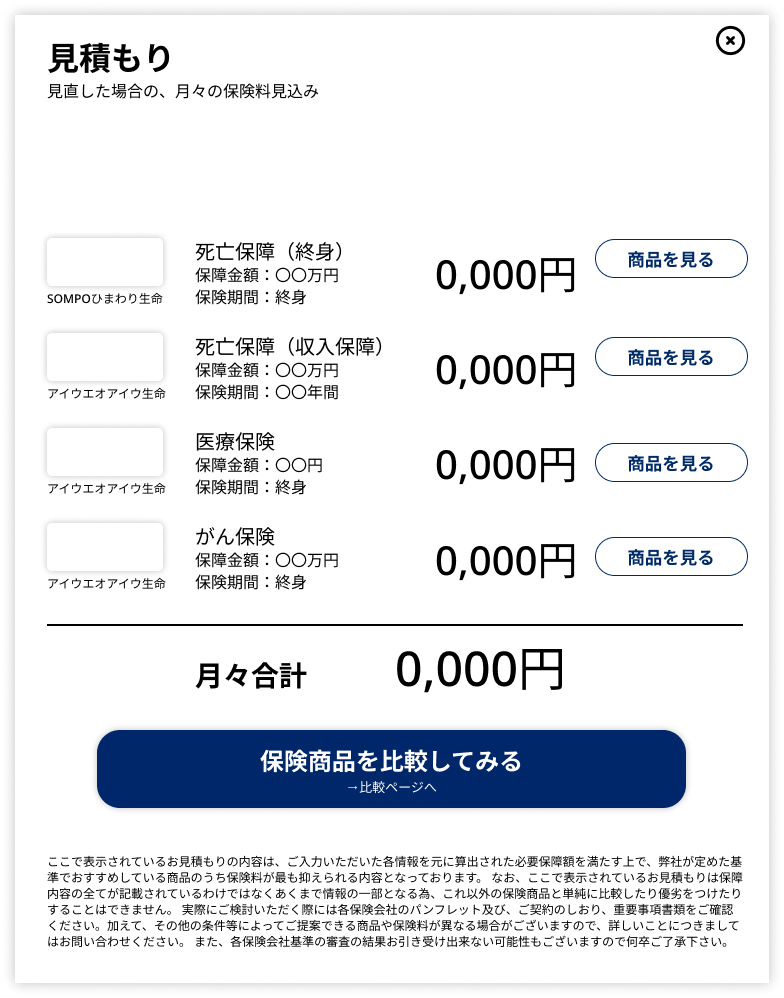 見積もり
見直した場合の、月々の保険料見込み
SOMPOひまわり生命
死亡保障（終身）
保障金額：〇〇万円
保険期間：終身
0,000円
商品を見る
アイウエオアイウ生命
死亡保障（収入保障）
保障金額：〇〇万円
保険期間：〇〇年間
0,000円
商品を見る
アイウエオアイウ生命
医療保険
保障金額：〇〇円
保険期間：終身
0,000円
商品を見る
アイウエオアイウ生命
がん保険
保障金額：〇〇万円
保険期間：終身
0,000円
商品を見る
月々合計
0,000円
保険商品を比較してみる
→比較ページへ
ここで表示されているお見積もりの内容は、ご入力いただいた各情報を元に算出された必要保障額を満たす上で、弊社が定めた基
準でおすすめしている商品のうち保険料が最も抑えられる内容となっております。 なお、ここで表示されているお見積もりは保障
内容の全てが記載されているわけではなくあくまで情報の一部となる為、これ以外の保険商品と単純に比較したり優劣をつけたり
することはできません。 実際にご検討いただく際には各保険会社のパンフレット及び、ご契約のしおり、重要事項書類をご確認
ください。加えて、その他の条件等によってご提案できる商品や保険料が異なる場合がございますので、詳しいことにつきまして
はお問い合わせください。 また、各保険会社基準の審査の結果お引き受け出来ない可能性もございますので何卒ご了承下さい。